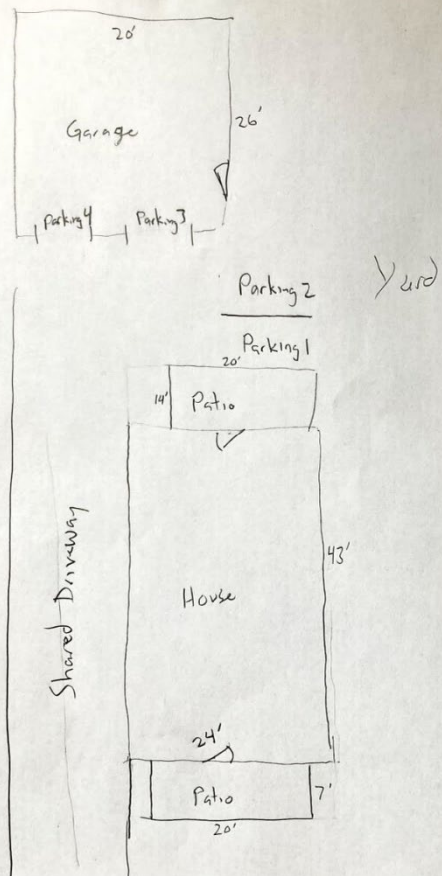 20'
Garage
26'
Parking 4
Parking 3
Parking 2
Yard
Parking 1
20'
14'
Patio
Shared Driveway
43'
House
24'
Patio
7'
20'